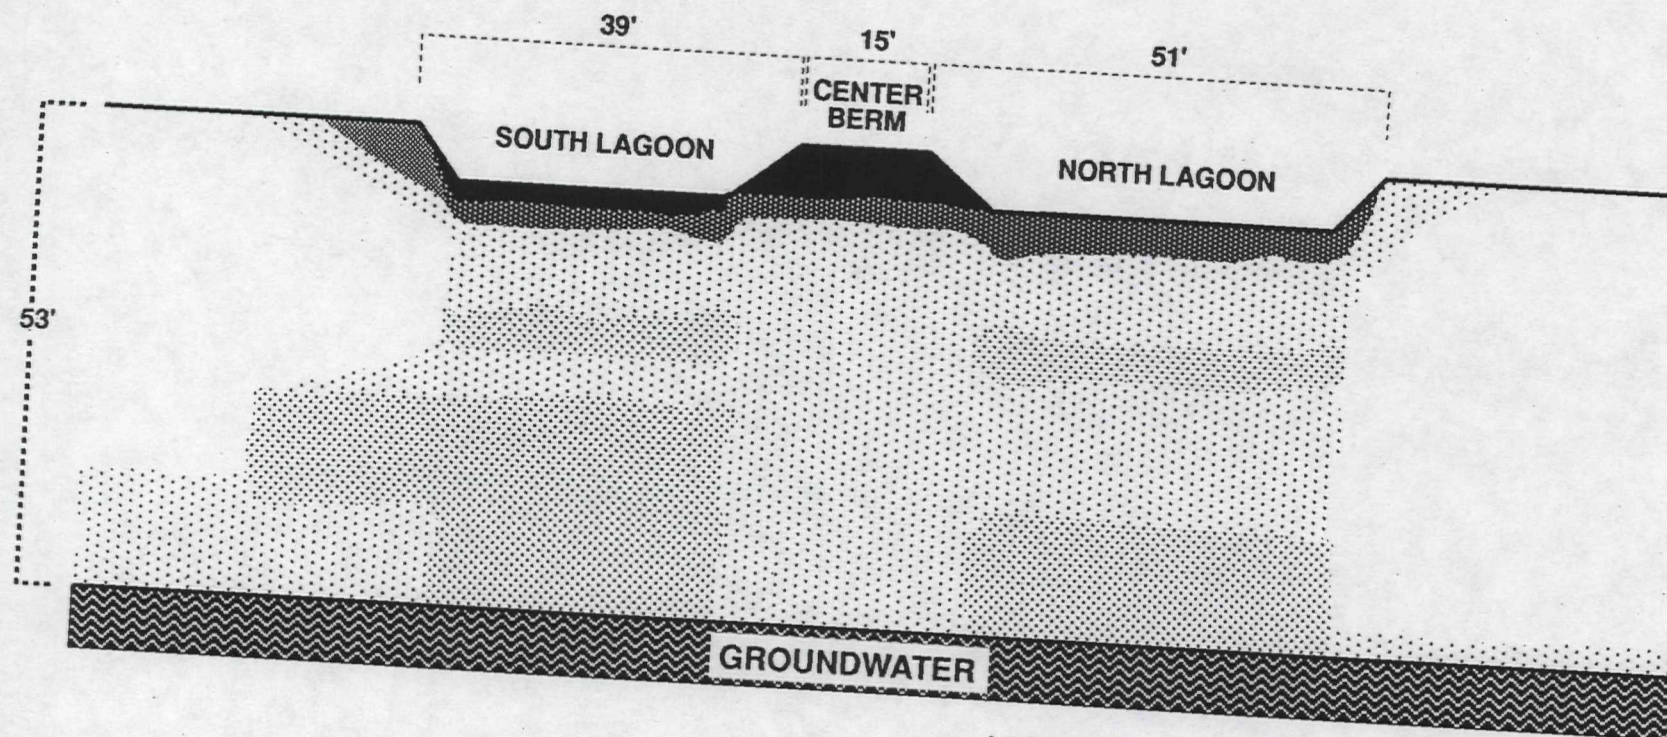 39'
15'
51'
CENTER
BERM
SOUTH LAGOON
NORTH LAGOON
53'
GROUNDWATER